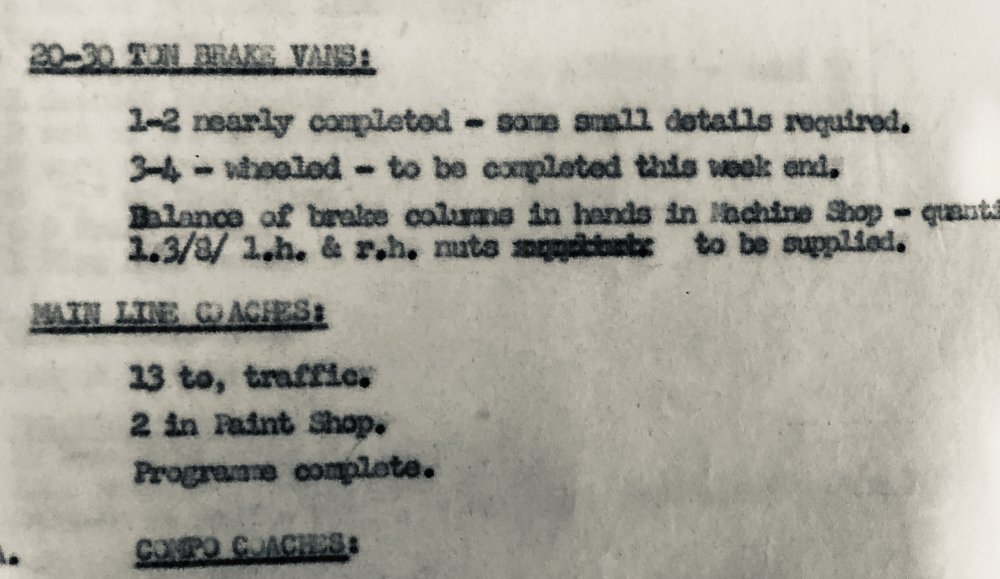 20-30 TON BRAKE VANS:
1-2 nearly completed - some small details required.
3-4 - wheeled - to be completed this week end.
Balance of brake columns in hands in Machine Shop - quanti
1.3/8/ l.h. & r.h. nuts to be supplied.
MAIN LINE COACHES:
13 to, traffic.
2 in Paint Shop.
Programme complete.
A. COMPO COACHES: